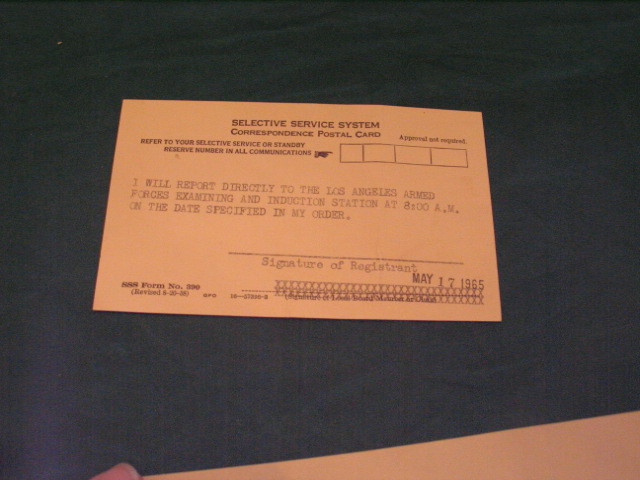 SELECTIVE SERVICE SYSTEM
CORRESPONDENCE POSTAL CARD
Approval not required.
REFER TO YOUR SELECTIVE SERVICE OR STANDBY
RESERVE NUMBER IN ALL COMMUNICATIONS
I WILL REPORT DIRECTLY TO THE LOS ANGELES ARMED
FORCES EXAMINING AND INDUCTION STATION AT 8:00 A.M.
ON THE DATE SPECIFIED IN MY ORDER.
Signature of Registrant
MAY 17 1965
SSS Form No. 390
(Revised
GPO